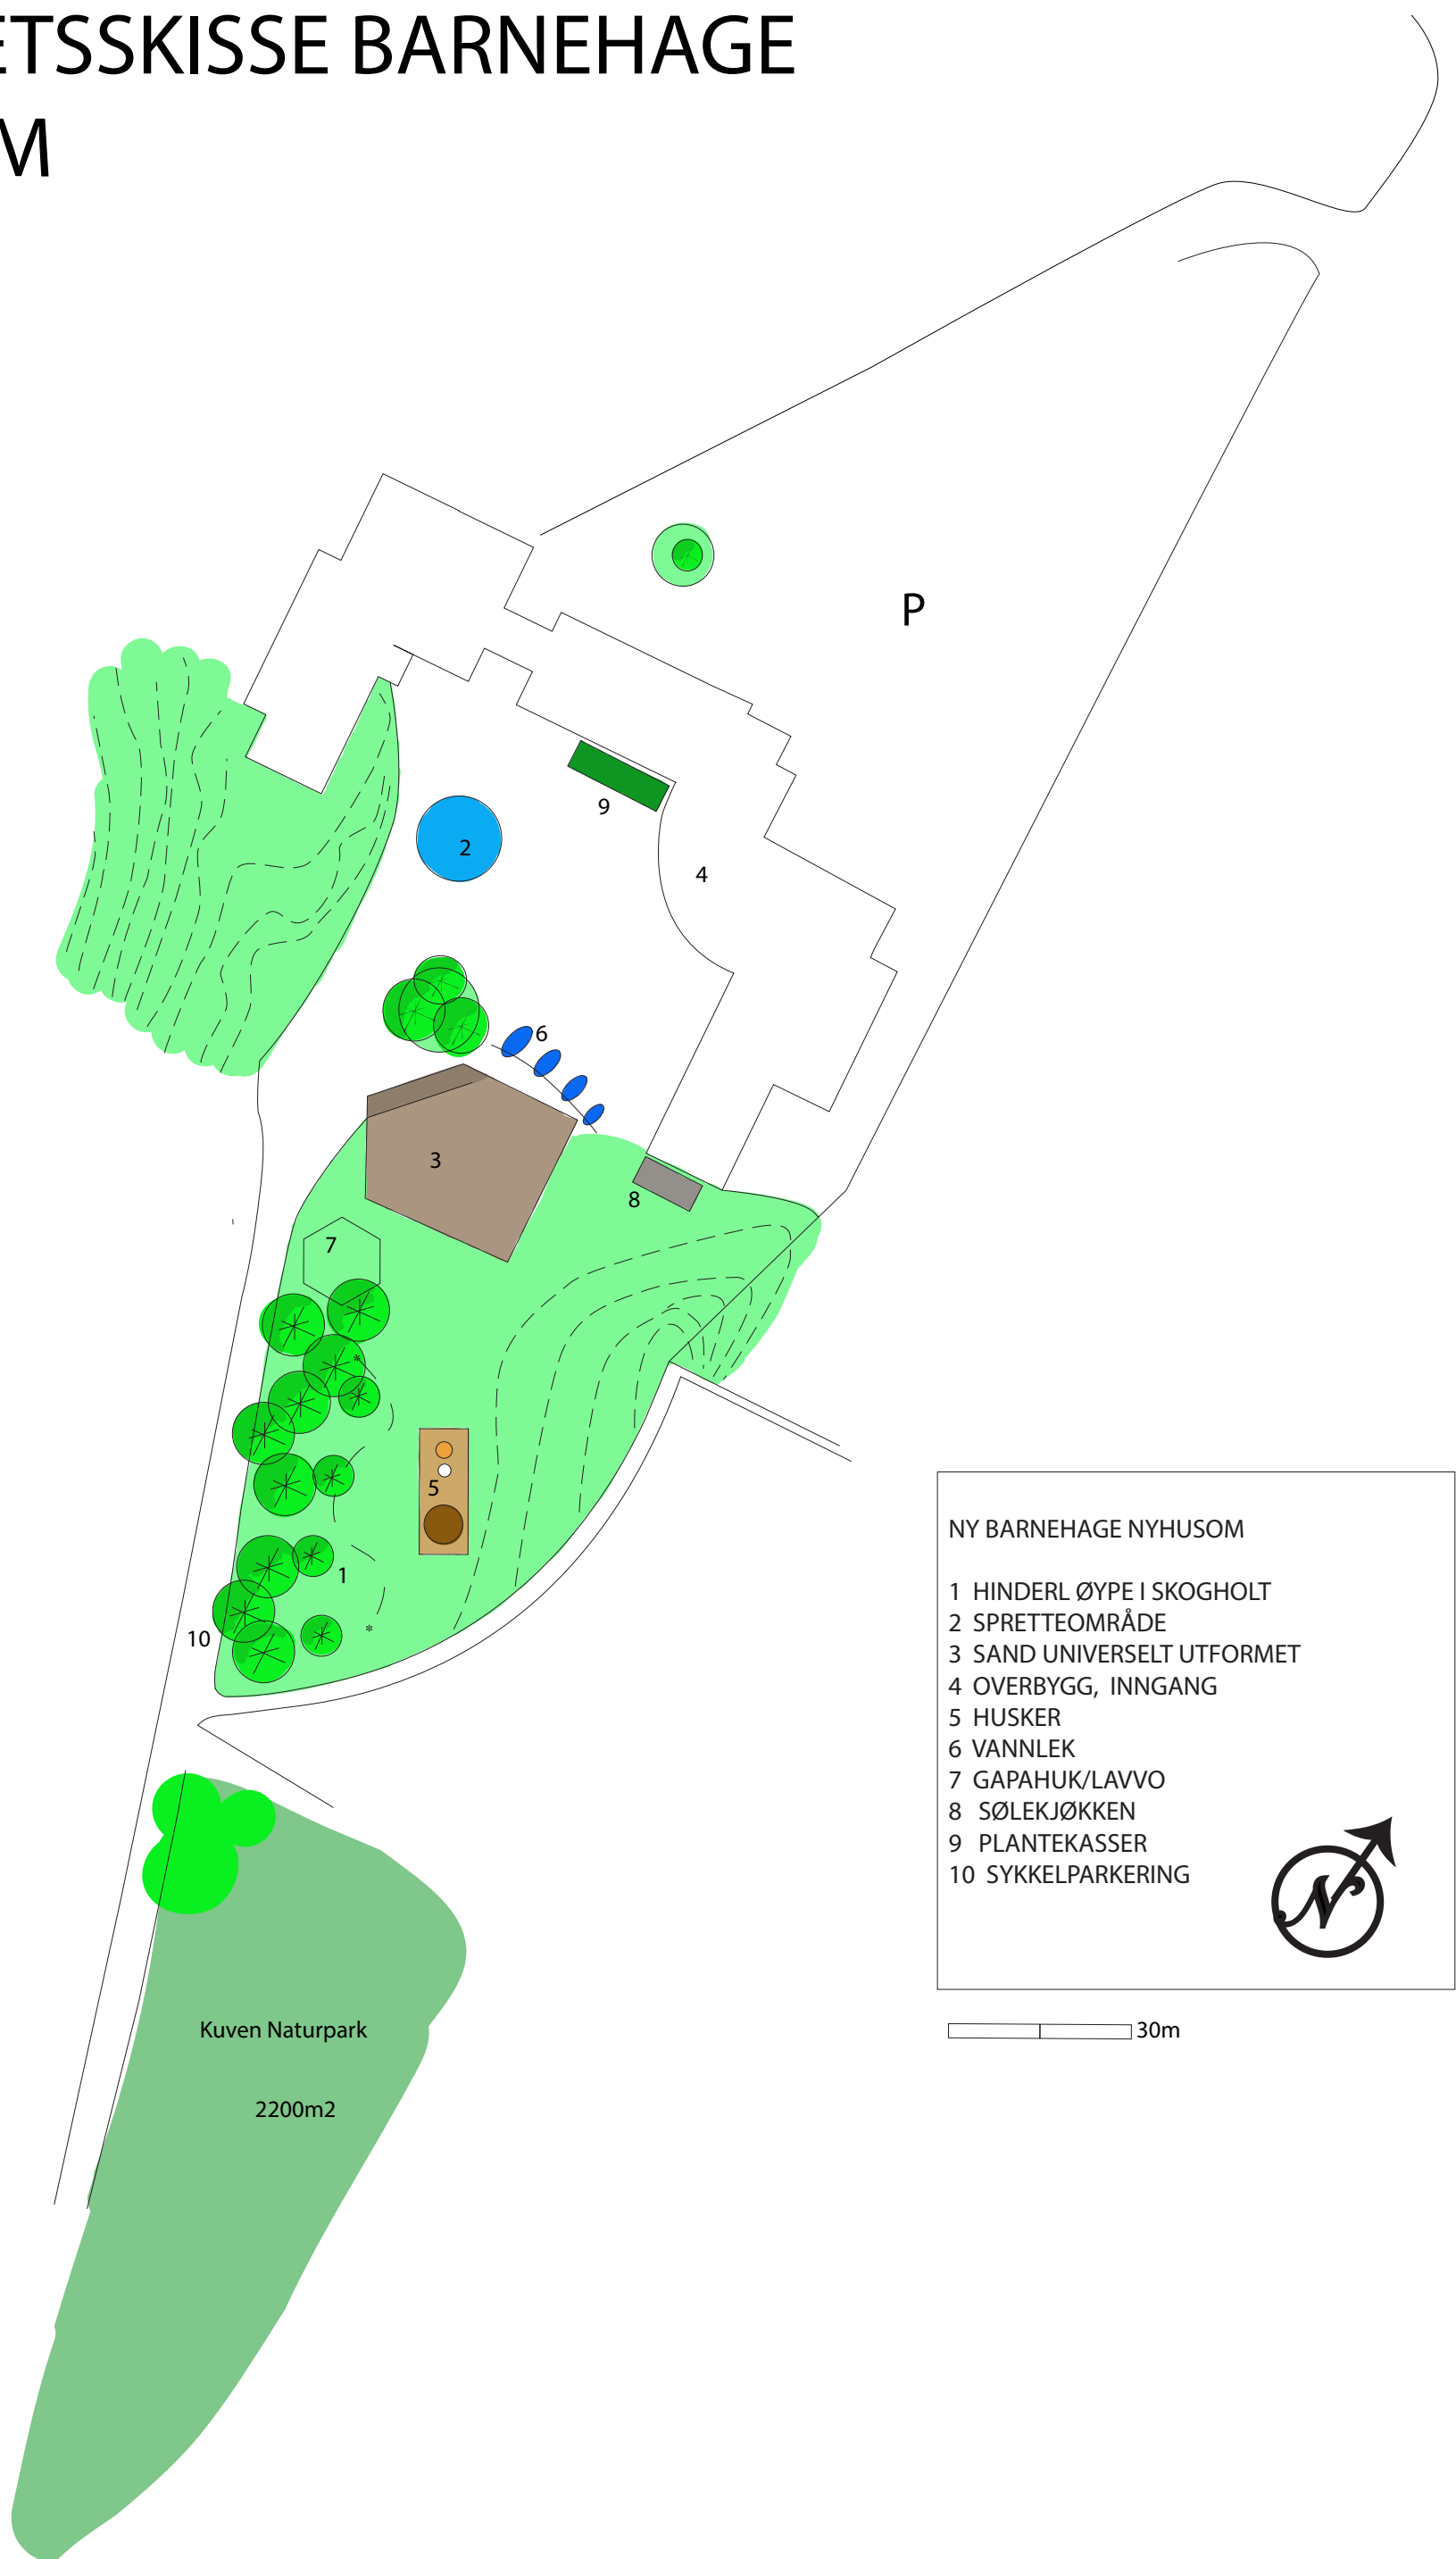 ETSSKISSE BARNEHAGE
M
P
2
9
4
6
3
8
7
5
1
10
NY BARNEHAGE NYHUSOM
1 HINDERL ØYPE I SKOGHOLT
2 SPRETTEOMRÅDE
3 SAND UNIVERSELT UTFORMET
4 OVERBYGG, INNGANG
5 HUSKER
6 VANNLEK
7 GAPAHUK/LAVVO
8 SØLEKJØKKEN
9 PLANTEKASSER
10 SYKKELPARKERING
N
30m
Kuven Naturpark
2200m2